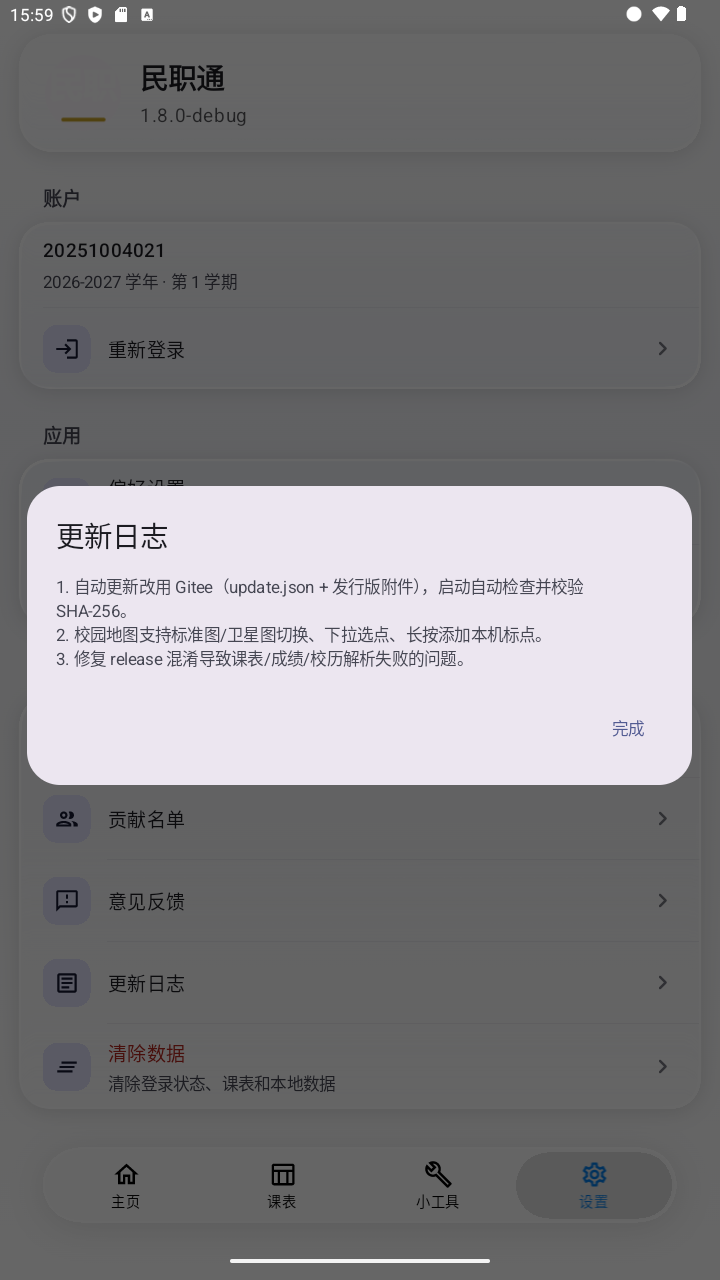 15:59
民职通
1.8.0-debug
账户
20251004021
2026-2027 学年 · 第 1 学期
重新登录
应用
偏好设置
更新日志
1. 自动更新改用 Gitee（update.json + 发行版附件），启动自动检查并校验
SHA-256。
2. 校园地图支持标准图/卫星图切换、下拉选点、长按添加本机标点。
3. 修复 release 混淆导致课表/成绩/校历解析失败的问题。
完成
贡献名单
意见反馈
更新日志
清除数据
清除登录状态、课表和本地数据
主页
课表
小工具
设置